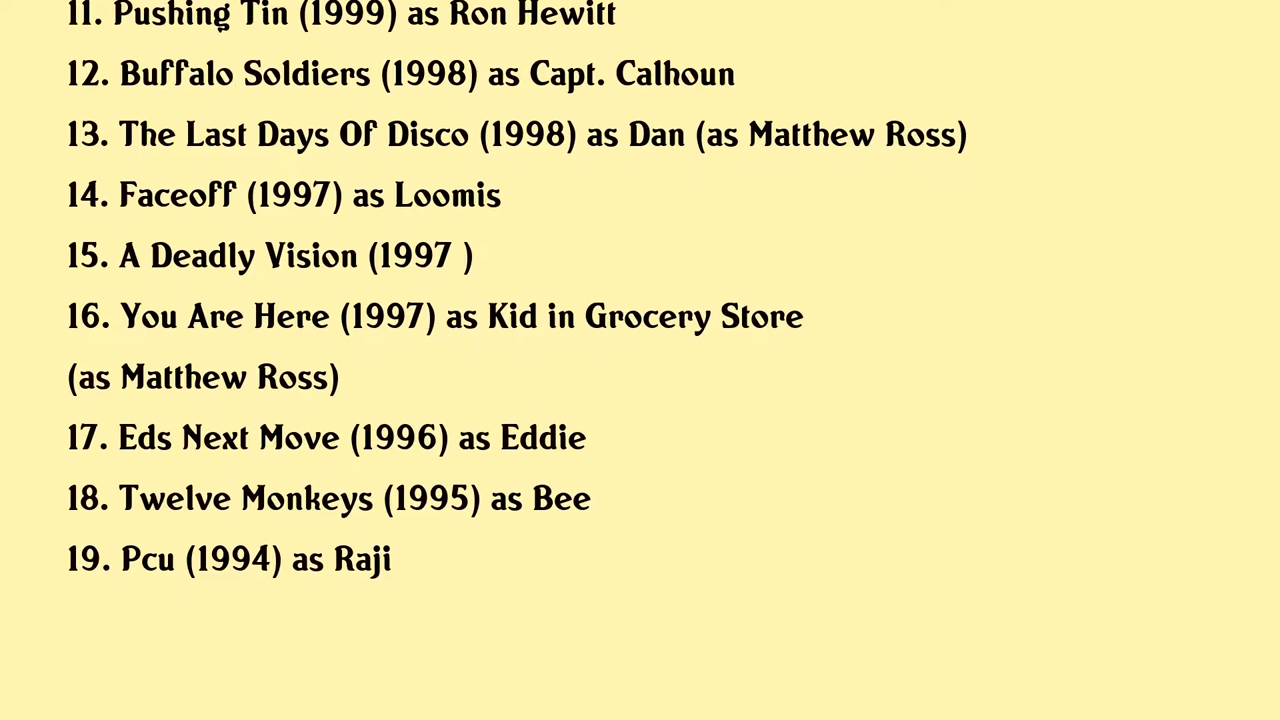 11. Pushing Tin (1999) as Ron Hewitt
12. Buffalo Soldiers (1998) as Capt. Calhoun
13. The Last Days Of Disco (1998) as Dan (as Matthew Ross)
14. Faceoff (1997) as Loomis
15. A Deadly Vision (1997 )
16. You Are Here (1997) as Kid in Grocery Store
(as Matthew Ross)
17. Eds Next Move (1996) as Eddie
18. Twelve Monkeys (1995) as Bee
19. Pcu (1994) as Raji